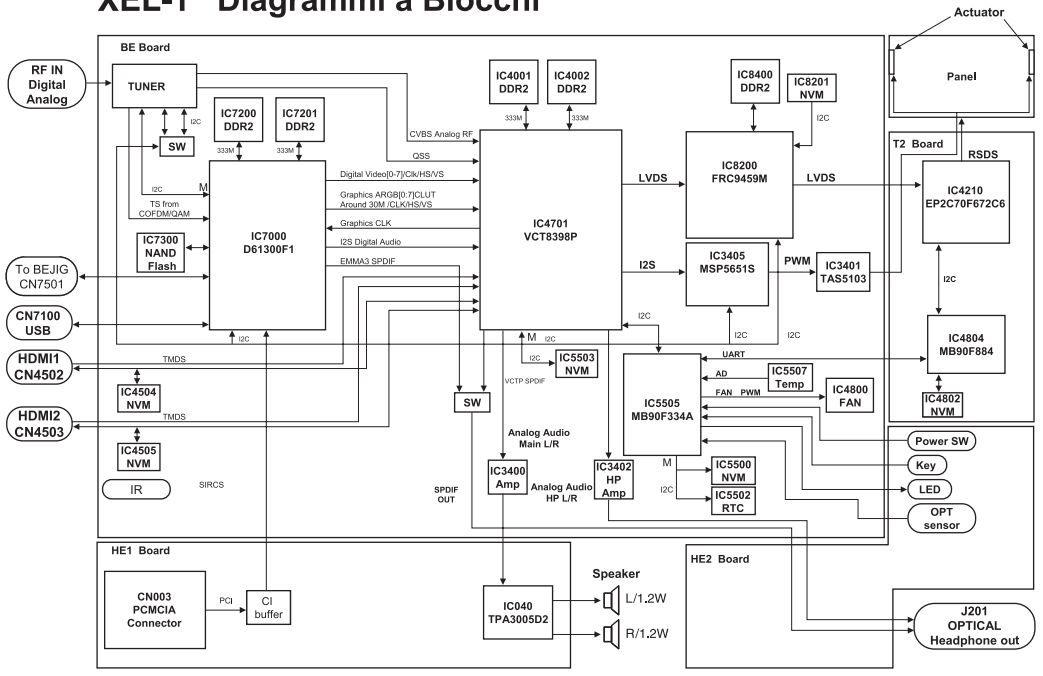 XEL-1 Diagrammi a Blocchi
Actuator
BE Board
RF IN
Digital
Analog
TUNER
I2C
SW
IC7200
DDR2
IC7201
DDR2
333M
333M
IC4001
DDR2
IC4002
DDR2
333M
333M
IC8400
DDR2
IC8201
NVM
I2C
Panel
CVBS Analog RF
QSS
T2 Board
RSDS
I2C
M
TS from
COFDM/QAM
IC7000
D61300F1
Digital Video[0-7]/Clk/HS/VS
Graphics ARGB[0:7]CLUT
Around 30M /CLK/HS/VS
Graphics CLK
I2S Digital Audio
EMMA3 SPDIF
IC4701
VCT8398P
LVDS
IC8200
FRC9459M
LVDS
IC4210
EP2C70F672C6
IC7300
NAND
Flash
I2S
IC3405
MSP5651S
PWM
IC3401
TAS5103
I2C
To BEJIG
CN7501
CN7100
USB
I2C
M
I2C
I2C
I2C
I2C
IC4804
MB90F884
HDMI1
CN4502
TMDS
IC4504
NVM
I2C
IC5503
NVM
VCTP SPDIF
SW
IC5505
MB90F334A
UART
AD
IC5507
Temp
FAN PWM
IC4800
FAN
IC4802
NVM
HDMI2
CN4503
TMDS
IC4505
NVM
IR
SIRCS
Analog Audio
Main L/R
IC3400
Amp
SPDIF
OUT
Analog Audio
HP L/R
IC3402
HP
Amp
M
I2C
IC5500
NVM
IC5502
RTC
Power SW
Key
LED
OPT
sensor
HE1 Board
CN003
PCMCIA
Connector
PCI
CI
buffer
IC040
TPA3005D2
Speaker
L/1.2W
R/1.2W
HE2 Board
J201
OPTICAL
Headphone out